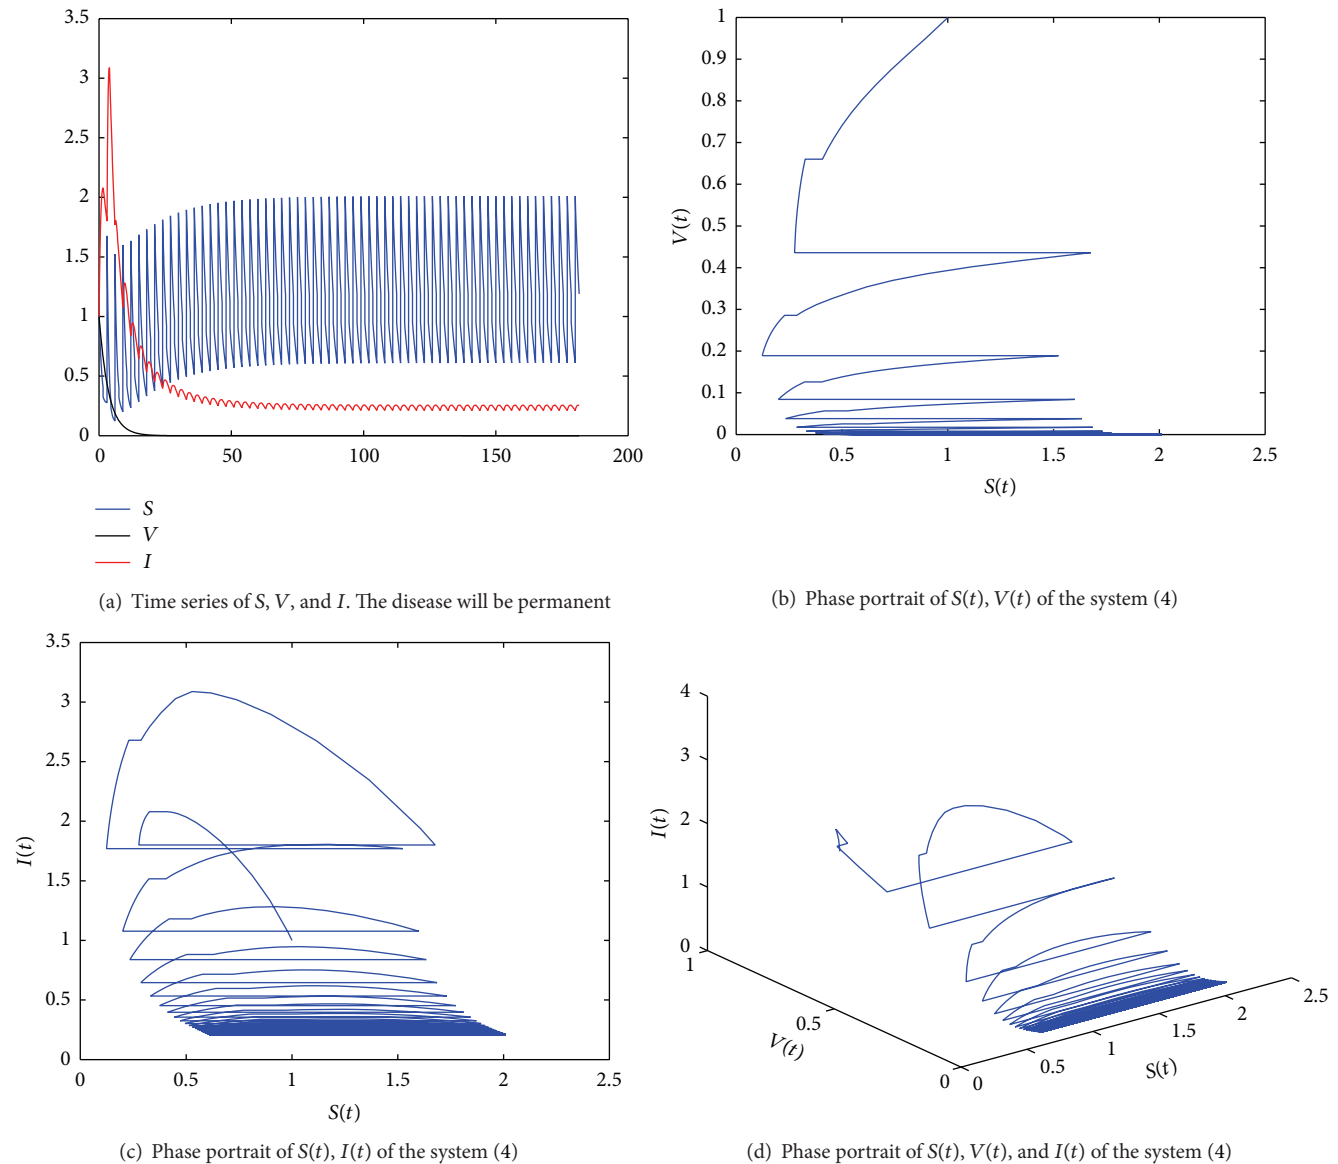 3.5
3
2.5
2
1.5
1
0.5
0
0 50 100 150 200
S
V
I
(a) Time series of S, V, and I. The disease will be permanent
1
0.9
0.8
0.7
0.6
0.5
0.4
0.3
0.2
0.1
0
V(t)
0 0.5 1 1.5 2 2.5
S(t)
(b) Phase portrait of S(t), V(t) of the system (4)
3.5
3
2.5
2
1.5
1
0.5
0
I(t)
0 0.5 1 1.5 2 2.5
S(t)
(c) Phase portrait of S(t), I(t) of the system (4)
4
3
2
1
0
I(t)
1
0.5
0
V(t)
0 0.5 1 1.5 2 2.5
S(t)
(d) Phase portrait of S(t), V(t), and I(t) of the system (4)